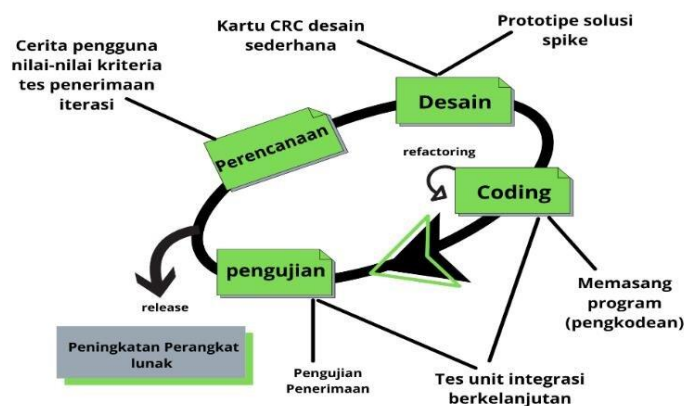 Cerita pengguna
nilai-nilai kriteria
tes penerimaan
iterasi
Kartu CRC desain
sederhana
Prototipe solusi
spike
Perencanaan
Desain
refactoring
Coding
pengujian
release
Peningkatan Perangkat
lunak
Pengujian
Penerimaan
Tes unit integrasi
berkelanjutan
Memasang
program
(pengkodean)